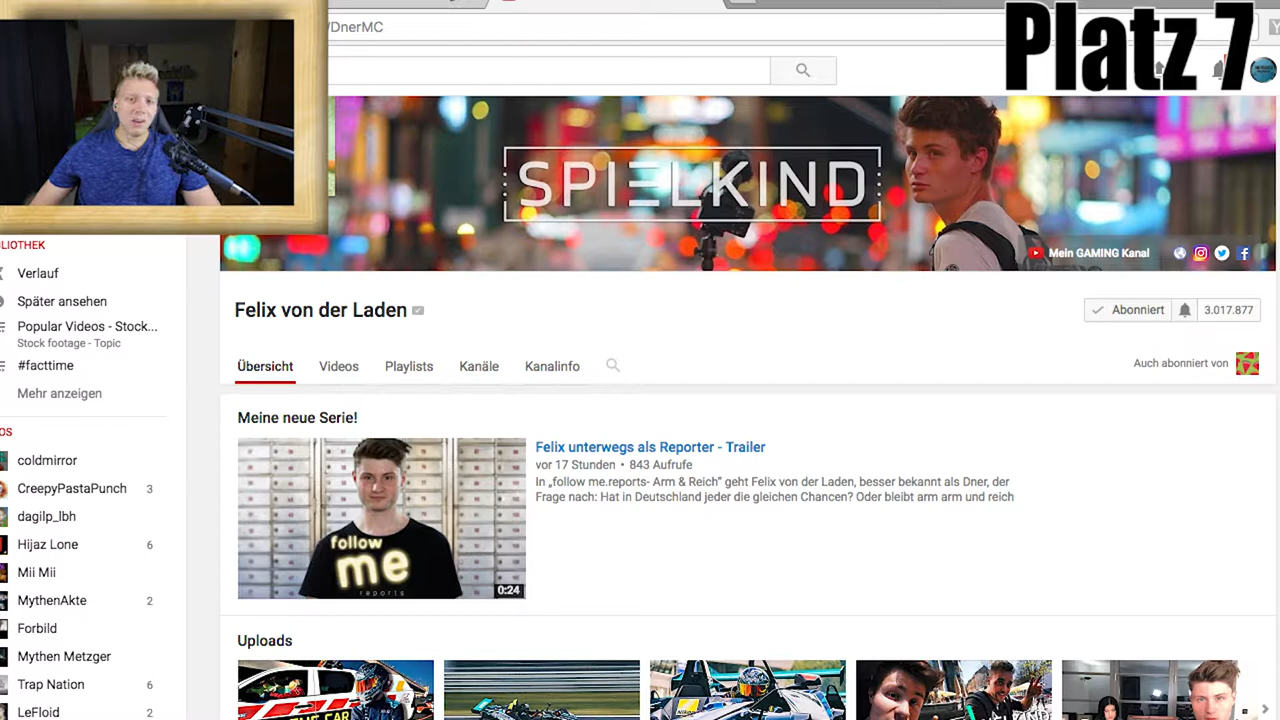 /DnerMC
Platz 7
SPIELKIND
Mein GAMING Kanal
Verlauf
Später ansehen
Popular Videos - Stock...
Stock footage - Topic
#facttime
Mehr anzeigen
coldmirror
CreepyPastaPunch 3
dagilp_lbh
Hijaz Lone 6
Mii Mii
MythenAkte 2
Forbild
Mythen Metzger
Trap Nation 6
LeFloid 2
Felix von der Laden
Abonniert 3.017.877
Übersicht Videos Playlists Kanäle Kanalinfo
Auch abonniert von
Meine neue Serie!
follow
me
reports
0:24
Felix unterwegs als Reporter - Trailer
vor 17 Stunden • 843 Aufrufe
In „follow me.reports- Arm & Reich" geht Felix von der Laden, besser bekannt als Dner, der
Frage nach: Hat in Deutschland jeder die gleichen Chancen? Oder bleibt arm arm und reich
Uploads